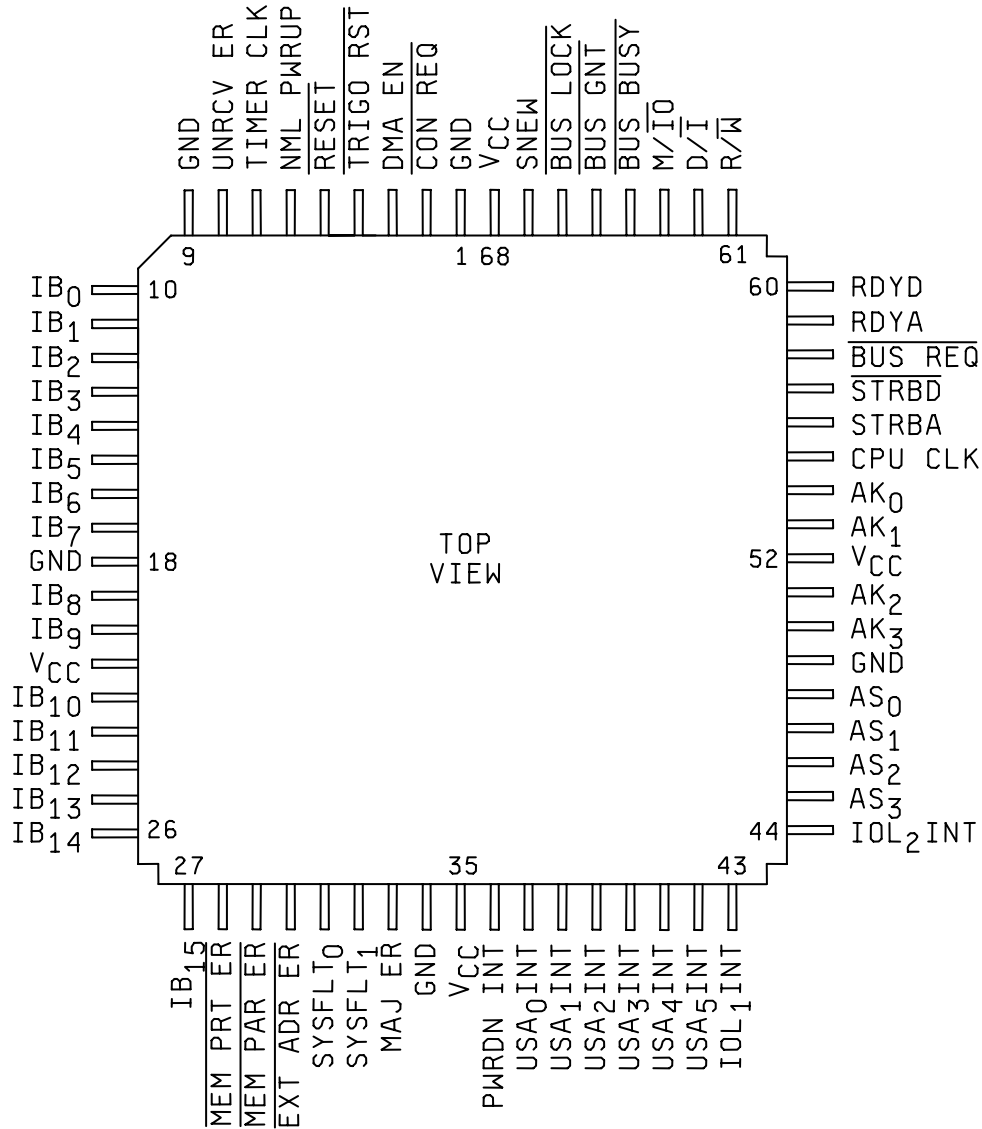 GND
UNRCV ER
TIMER CLK
NML PWRUP
RESET
TRIGO RST
DMA EN
CON REQ
GND
VCC
SNEW
BUS LOCK
BUS GNT
BUS BUSY
M/IO
D/I
R/W
9
1
68
61
IB0
10
IB1
IB2
IB3
IB4
IB5
IB6
IB7
GND
18
IB8
IB9
VCC
IB10
IB11
IB12
IB13
IB14
26
TOP
VIEW
60
RDYD
RDYA
BUS REQ
STRBD
STRBA
CPU CLK
AK0
AK1
52
VCC
AK2
AK3
GND
AS0
AS1
AS2
AS3
44
IOL2INT
27
35
43
IB15
MEM PRT ER
MEM PAR ER
EXT ADR ER
SYSFLT0
SYSFLT1
MAJ ER
GND
VCC
PWRDN INT
USA0INT
USA1INT
USA2INT
USA3INT
USA4INT
USA5INT
IOL1INT